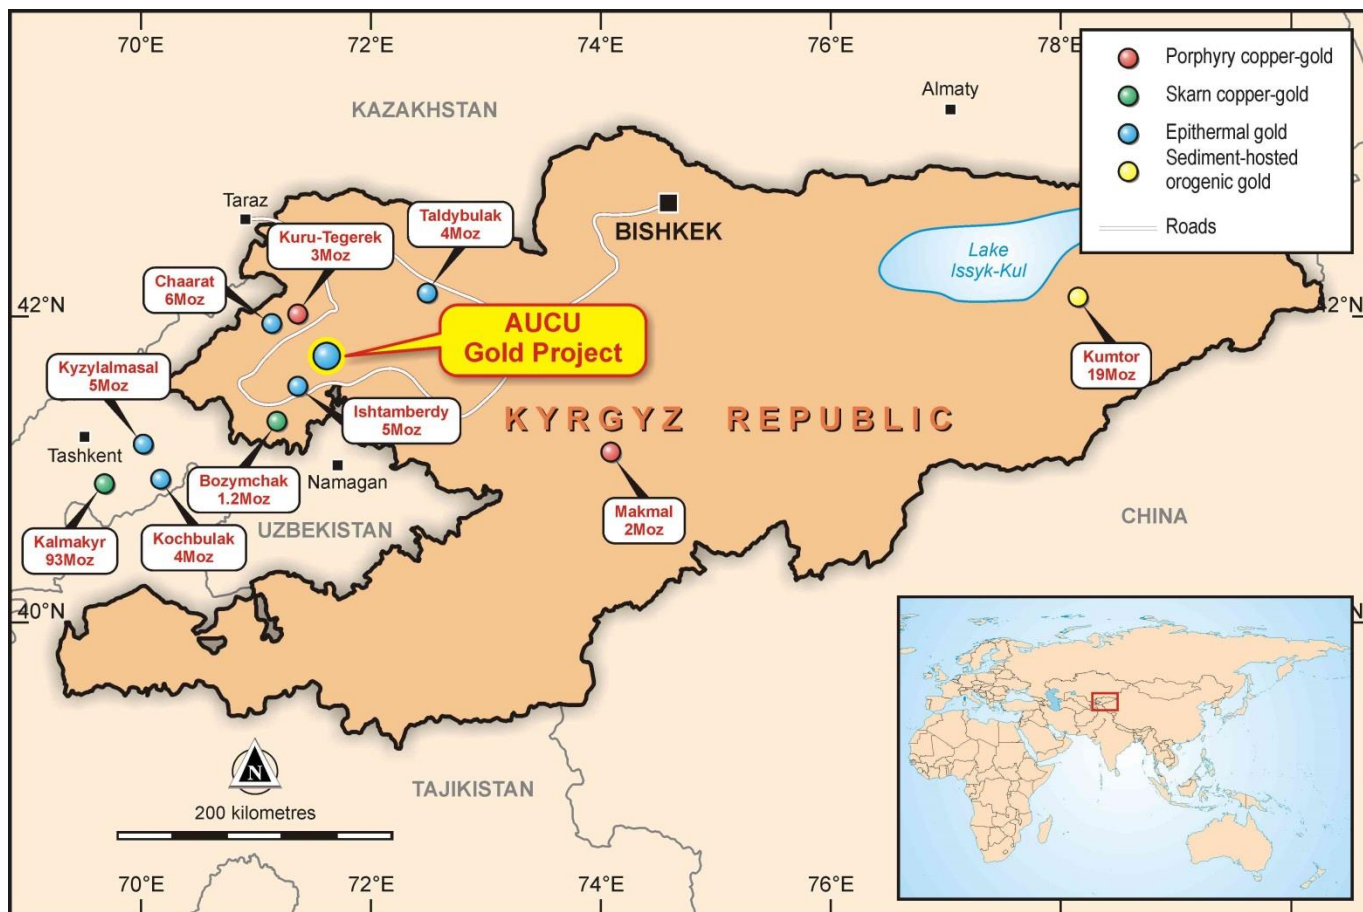 70°E
72°E
74°E
76°E
78°E
Porphyry copper-gold
Skarn copper-gold
Epithermal gold
Sediment-hosted
orogenic gold
Roads
KAZAKHSTAN
Almaty
Taraz
Taldybulak
4Moz
BISHKEK
Kuru-Tegerek
3Moz
Lake
Issyk-Kul
Chaarat
6Moz
42°N
42°N
AUCU
Gold Project
Kyzylalmasal
5Moz
Kumtor
19Moz
Ishtamberdy
5Moz
KYRGYZ REPUBLIC
Tashkent
Bozymchak
1.2Moz
Namagan
Makmal
2Moz
Kalmakyr
93Moz
Kochbulak
4Moz
UZBEKISTAN
CHINA
40°N
N
TAJIKISTAN
200 kilometres
70°E
72°E
74°E
76°E